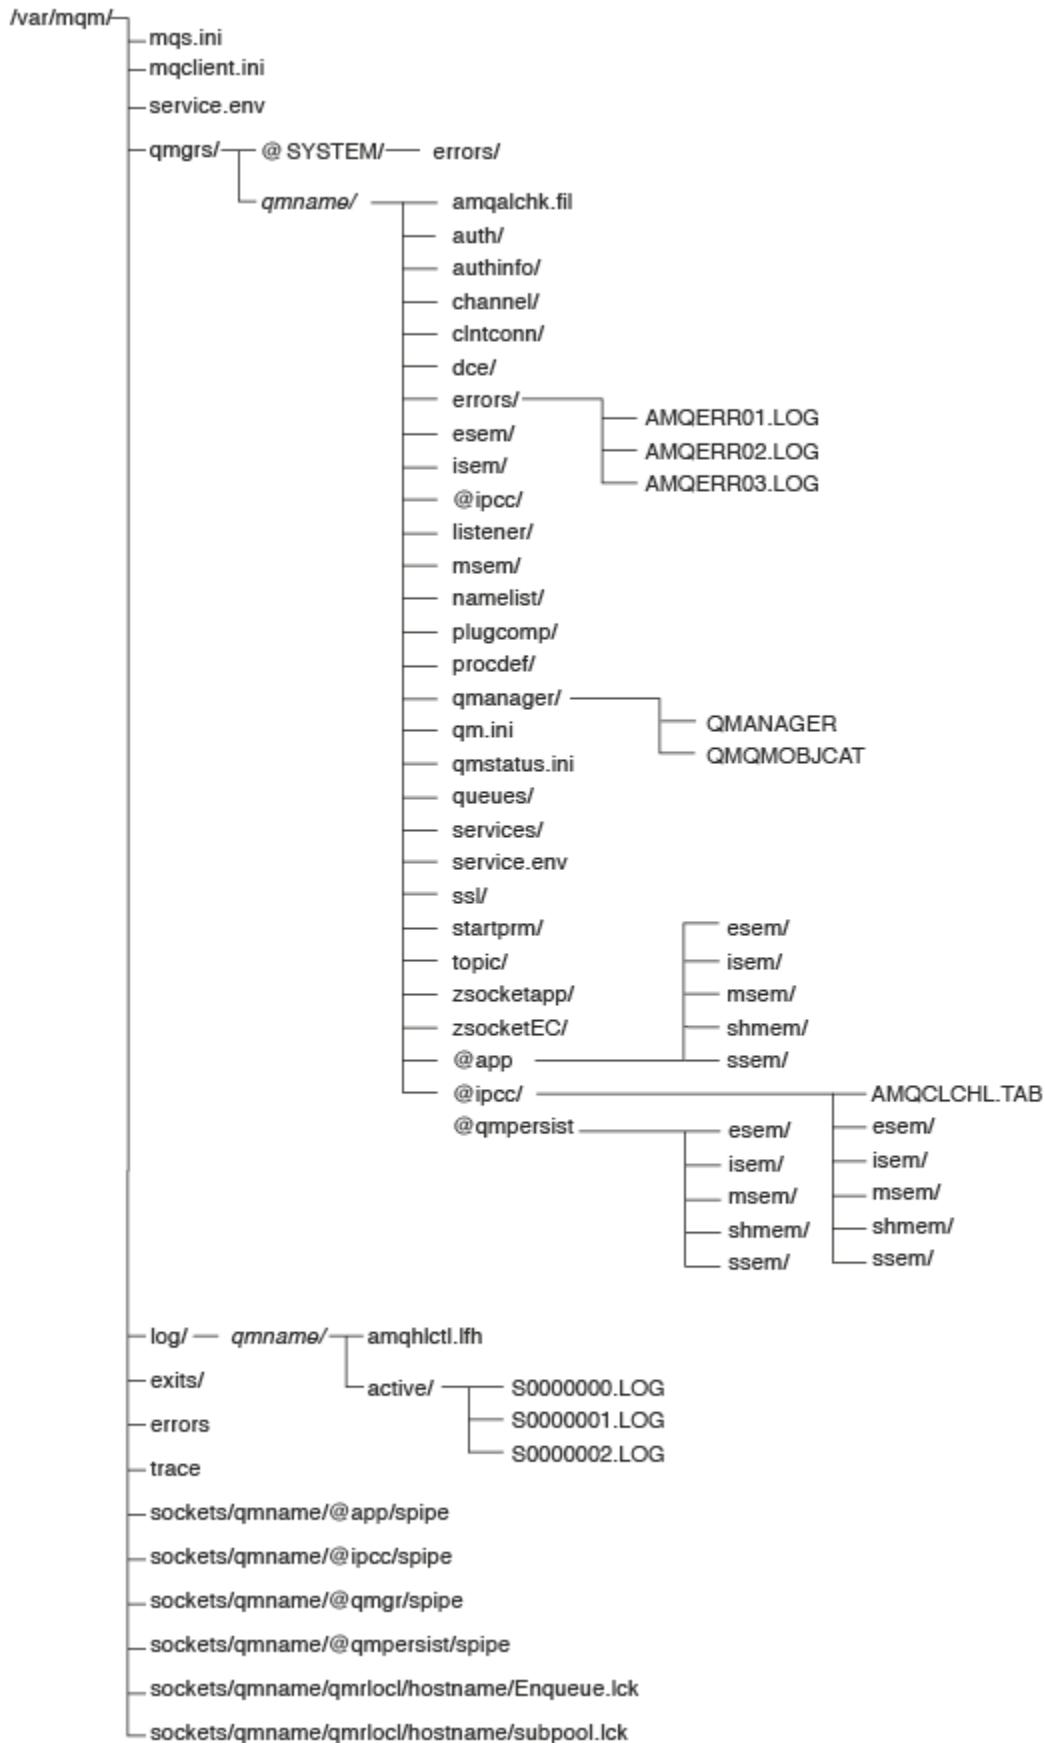 /var/mqm/
mqs.ini
mqclient.ini
service.env
qmgrs/ @SYSTEM/ errors/
qmname/ amqalchk.fil
auth/
authinfo/
channel/
clntconn/
dce/
errors/
AMQERR01.LOG
esem/
AMQERR02.LOG
isem/
AMQERR03.LOG
@ipcc/
listener/
msem/
namelist/
plugcomp/
procdef/
qmanager/
QMANAGER
qm.ini
QMQMOBJCAT
qmstatus.ini
queues/
services/
service.env
ssl/
startprm/ esem/
topic/ isem/
zsocketapp/ msem/
zsocketEC/ shmem/
@app ssem/
@ipcc/ AMQCLCHL.TAB
@qmpersist esem/ esem/
isem/ isem/
msem/ msem/
shmem/ shmem/
ssem/ ssem/
log/ qmname/ amqhlctl.lfh
exits/ active/ S0000000.LOG
S0000001.LOG
errors
S0000002.LOG
trace
sockets/qmname/@app/spipe
sockets/qmname/@ipcc/spipe
sockets/qmname/@qmgr/spipe
sockets/qmname/@qmpersist/spipe
sockets/qmname/qmrlocl/hostname/Enqueue.lck
sockets/qmname/qmrlocl/hostname/subpool.lck